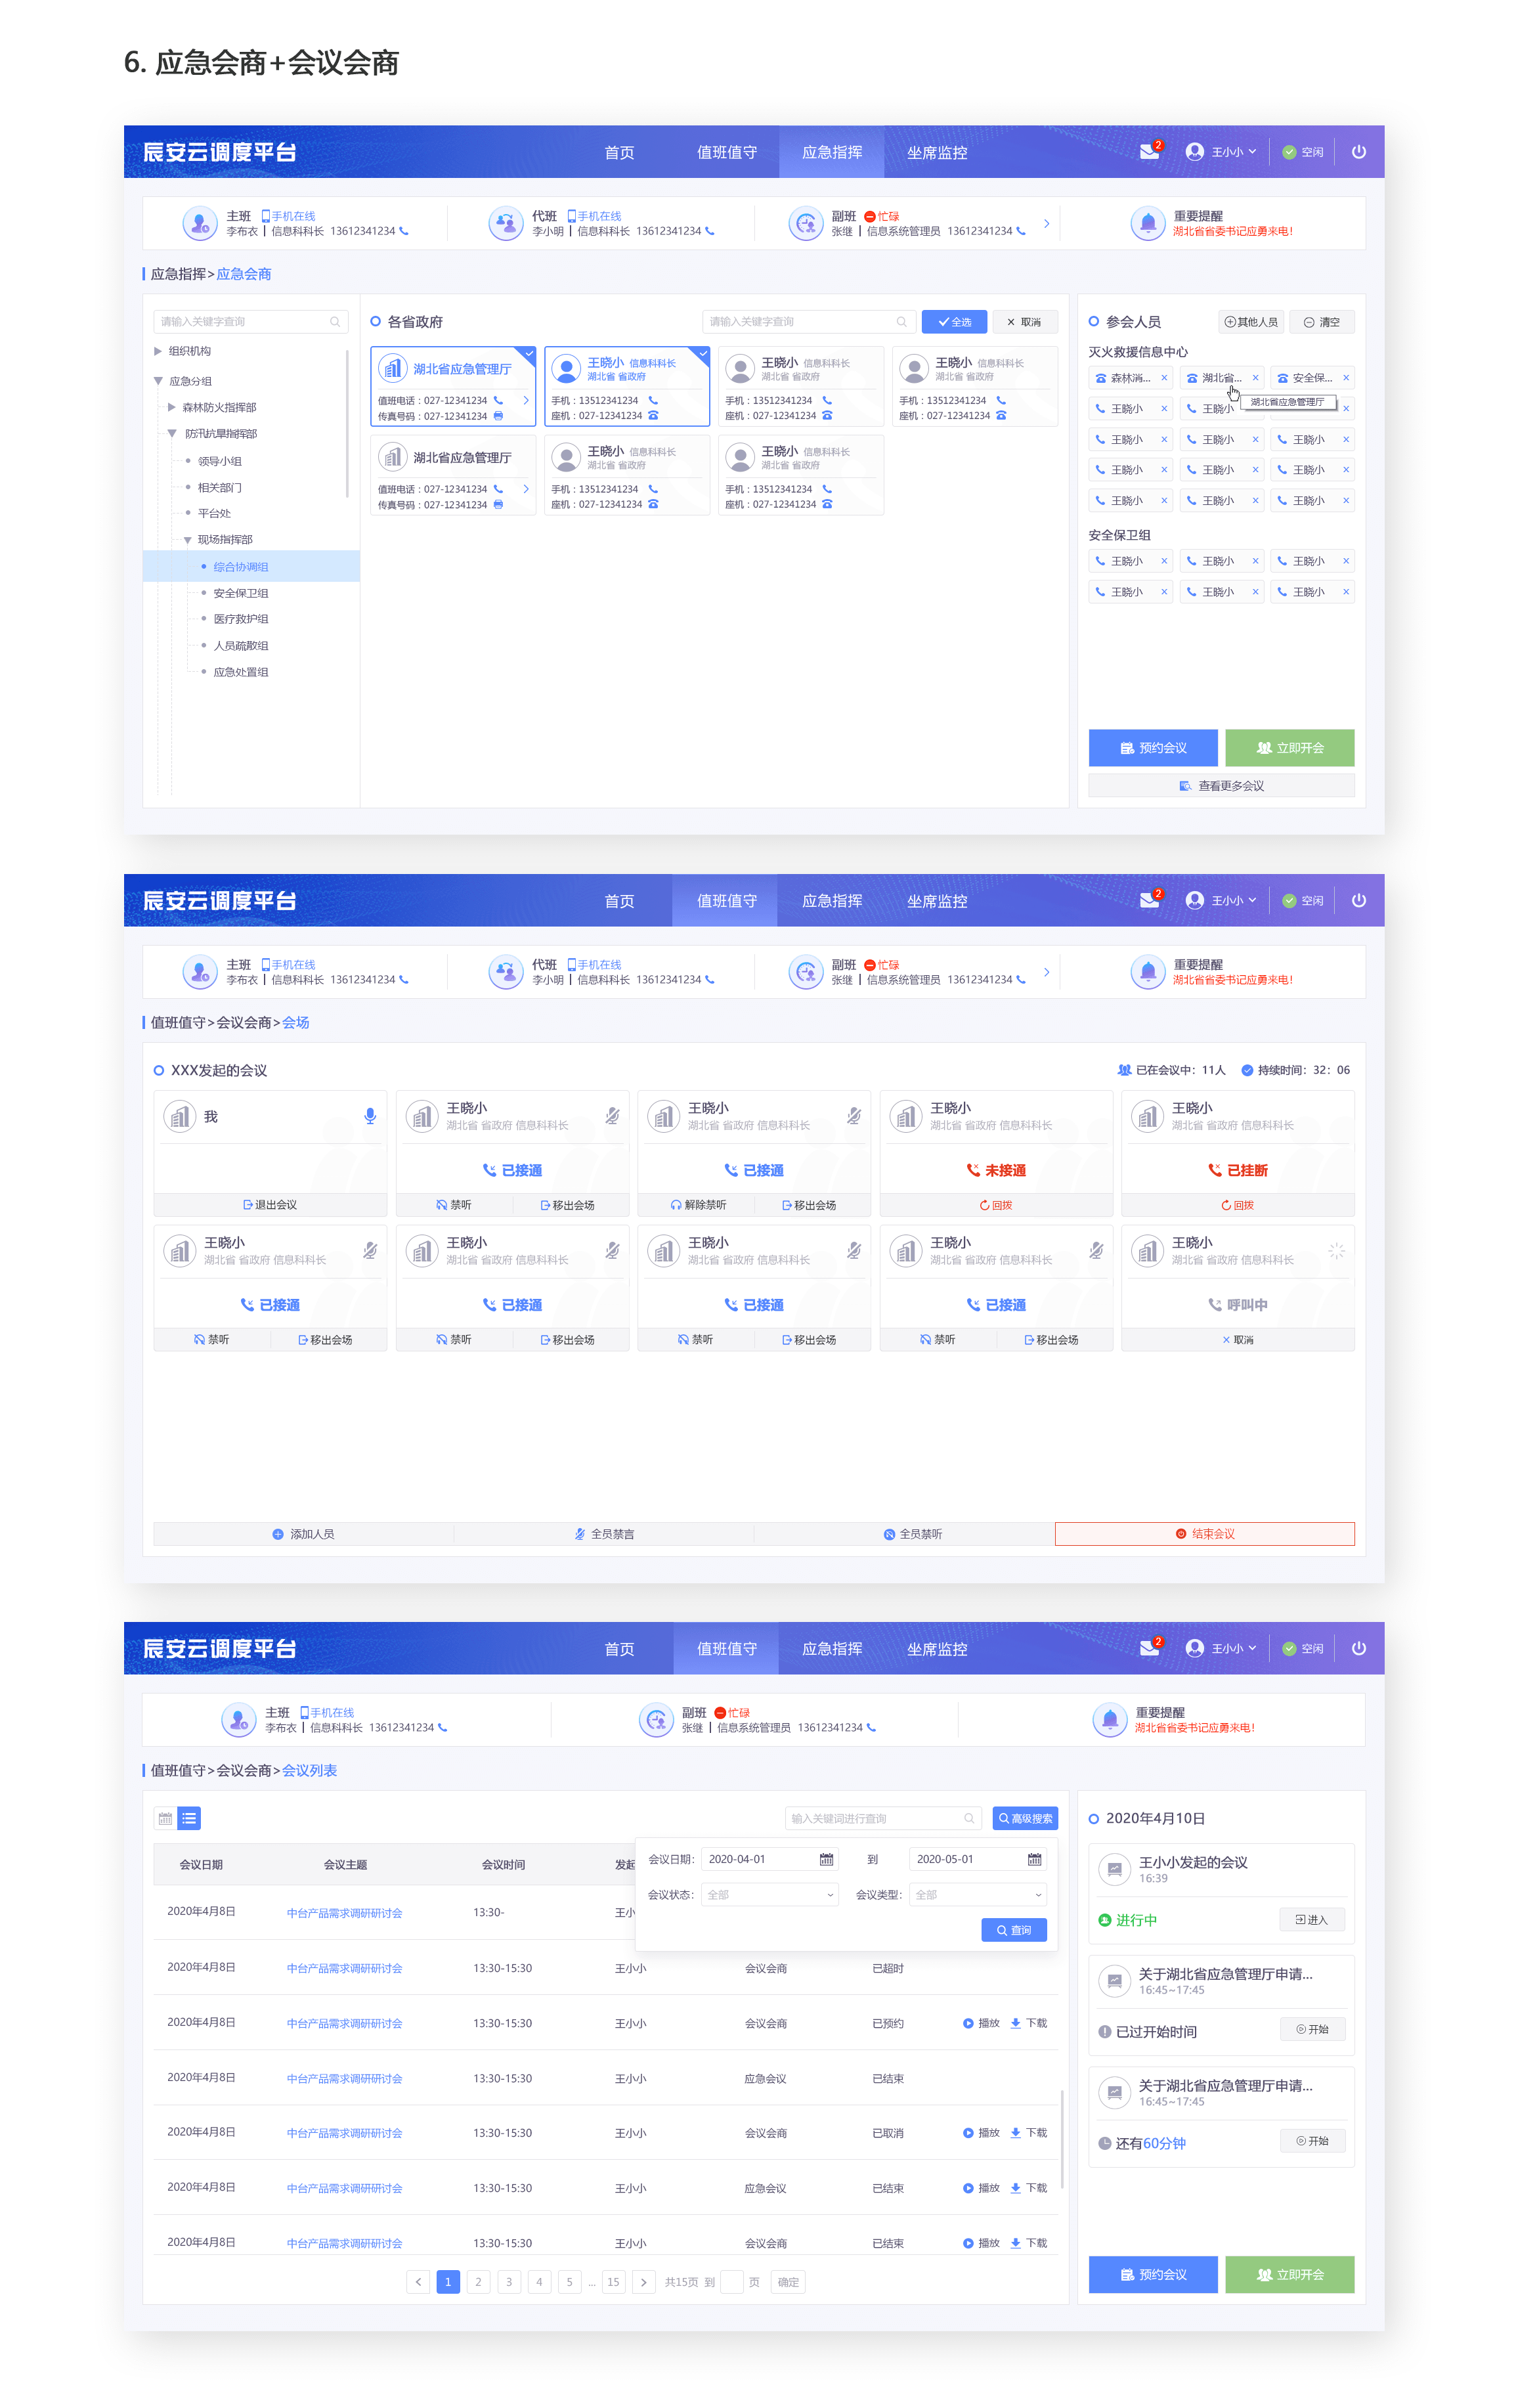 6. 应急会商+会议会商
辰安云调度平台
首页 值班值守 应急指挥 坐席监控
2 王小小 空闲
主班 手机在线
李布衣 | 信息科科长 13612341234
代班 手机在线
李小明 | 信息科科长 13612341234
副班 忙碌
张继 | 信息系统管理员 13612341234
重要提醒
湖北省省委书记应勇来电!
应急指挥>应急会商
请输入关键字查询
组织机构
应急分组
森林防火指挥部
防汛抗旱指挥部
领导小组
相关部门
平台处
现场指挥部
综合协调组
安全保卫组
医疗救护组
人员疏散组
应急处置组
各省政府
请输入关键字查询
全选
× 取消
湖北省应急管理厅
值班电话：027-12341234
传真号码：027-12341234
王晓小 信息科科长
湖北省 省政府
手机：13512341234
座机：027-12341234
王晓小 信息科科长
湖北省 省政府
手机：13512341234
座机：027-12341234
王晓小 信息科科长
湖北省 省政府
手机：13512341234
座机：027-12341234
湖北省应急管理厅
值班电话：027-12341234
传真号码：027-12341234
王晓小 信息科科长
湖北省 省政府
手机：13512341234
座机：027-12341234
王晓小 信息科科长
湖北省 省政府
手机：13512341234
座机：027-12341234
参会人员
其他人员
清空
灭火救援信息中心
森林消... × 湖北省... × 安全保... ×
王晓小 × 王晓小 ×
湖北省应急管理厅
王晓小 × 王晓小 × 王晓小 ×
王晓小 × 王晓小 × 王晓小 ×
王晓小 × 王晓小 × 王晓小 ×
安全保卫组
王晓小 × 王晓小 × 王晓小 ×
王晓小 × 王晓小 × 王晓小 ×
预约会议
立即开会
查看更多会议
辰安云调度平台
首页 值班值守 应急指挥 坐席监控
2 王小小 空闲
主班 手机在线
李布衣 | 信息科科长 13612341234
代班 手机在线
李小明 | 信息科科长 13612341234
副班 忙碌
张继 | 信息系统管理员 13612341234
重要提醒
湖北省省委书记应勇来电!
值班值守>会议会商>会场
XXX发起的会议
已在会议中：11人 持续时间：32：06
我
退出会议
王晓小
湖北省 省政府 信息科科长
已接通
禁听 移出会场
王晓小
湖北省 省政府 信息科科长
已接通
解除禁听 移出会场
王晓小
湖北省 省政府 信息科科长
未接通
回拨
王晓小
湖北省 省政府 信息科科长
已挂断
回拨
王晓小
湖北省 省政府 信息科科长
已接通
禁听 移出会场
王晓小
湖北省 省政府 信息科科长
已接通
禁听 移出会场
王晓小
湖北省 省政府 信息科科长
已接通
禁听 移出会场
王晓小
湖北省 省政府 信息科科长
已接通
禁听 移出会场
王晓小
湖北省 省政府 信息科科长
呼叫中
× 取消
添加人员 全员禁言 全员禁听 结束会议
辰安云调度平台
首页 值班值守 应急指挥 坐席监控
2 王小小 空闲
主班 手机在线
李布衣 | 信息科科长 13612341234
副班 忙碌
张继 | 信息系统管理员 13612341234
重要提醒
湖北省省委书记应勇来电!
值班值守>会议会商>会议列表
输入关键词进行查询
高级搜索
会议日期 会议主题 会议时间 发起
会议日期： 2020-04-01 到 2020-05-01
会议状态： 全部 会议类型： 全部
查询
2020年4月8日 中台产品需求调研研讨会 13:30- 王小
2020年4月8日 中台产品需求调研研讨会 13:30-15:30 王小小 会议会商 已超时
2020年4月8日 中台产品需求调研研讨会 13:30-15:30 王小小 会议会商 已预约 播放 下载
2020年4月8日 中台产品需求调研研讨会 13:30-15:30 王小小 应急会议 已结束
2020年4月8日 中台产品需求调研研讨会 13:30-15:30 王小小 会议会商 已取消 播放 下载
2020年4月8日 中台产品需求调研研讨会 13:30-15:30 王小小 应急会议 已结束 播放 下载
2020年4月8日 中台产品需求调研研讨会 13:30-15:30 王小小 会议会商 已结束 播放 下载
< 1 2 3 4 5 ... 15 > 共15页 到 页 确定
2020年4月10日
王小小发起的会议
16:39
进行中
进入
关于湖北省应急管理厅申请...
16:45~17:45
已过开始时间
开始
关于湖北省应急管理厅申请...
16:45~17:45
还有60分钟
开始
预约会议
立即开会